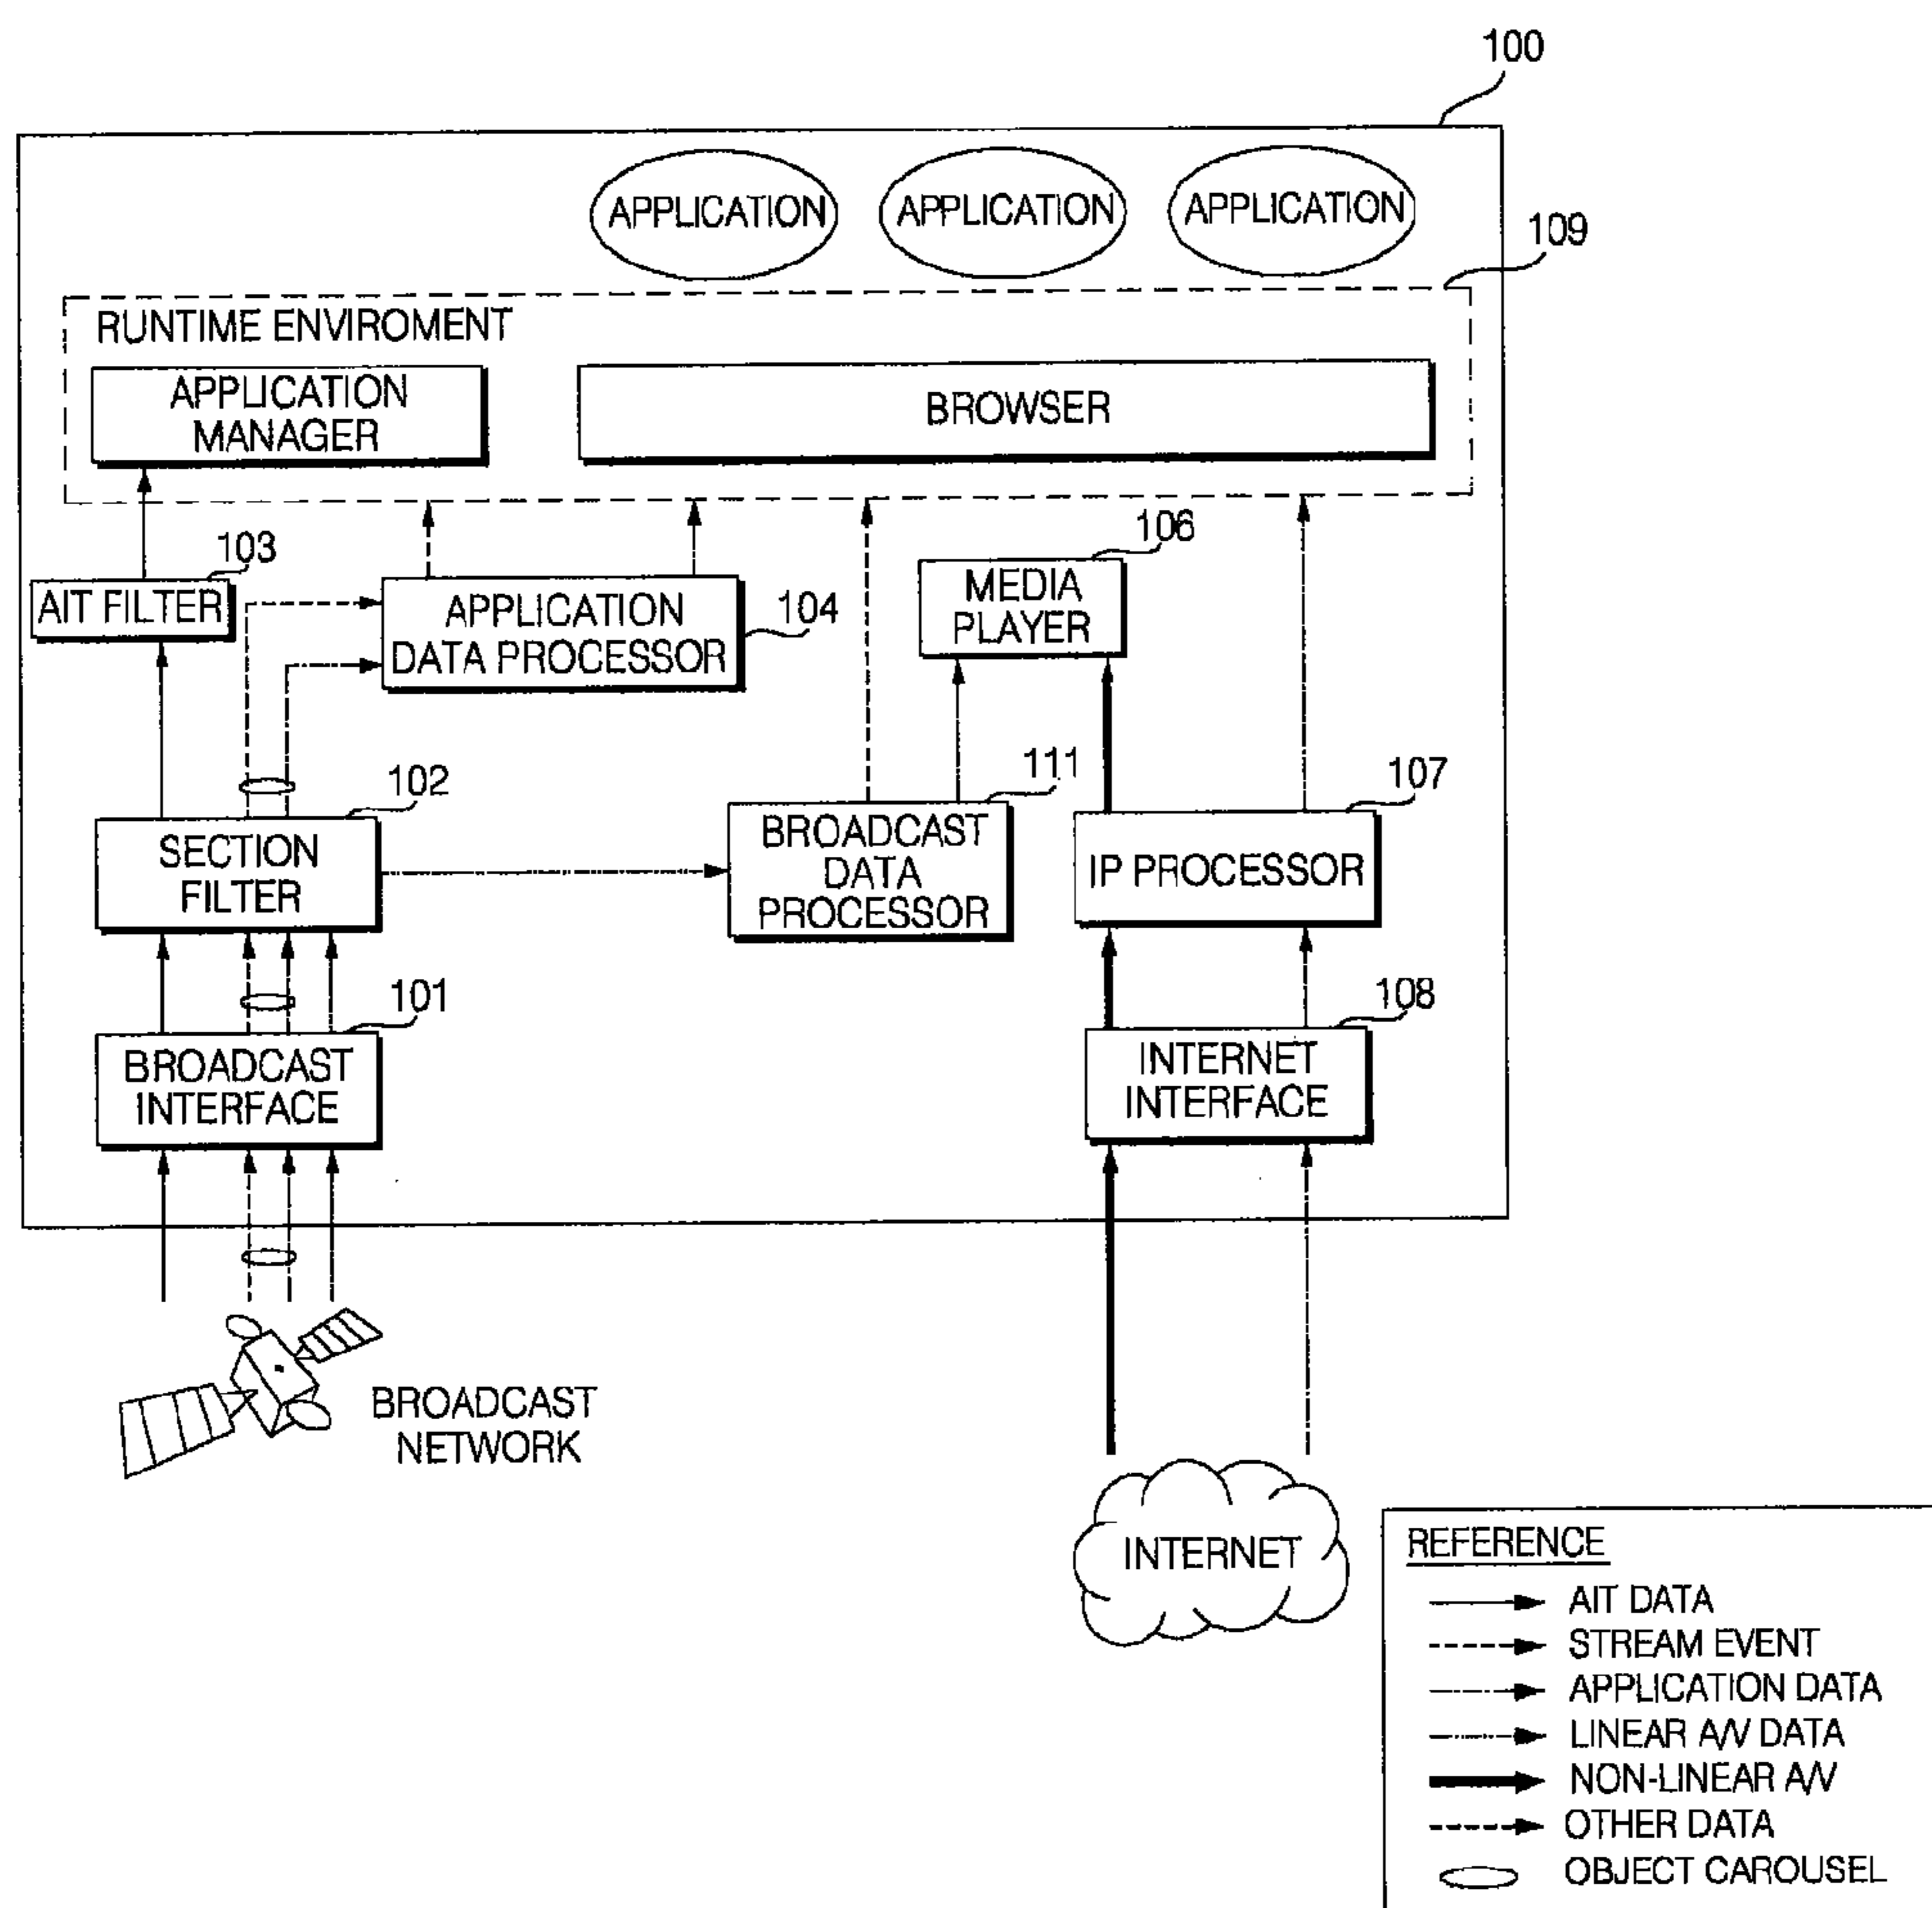 100
APPLICATION
APPLICATION
APPLICATION
109
RUNTIME ENVIROMENT
APPLICATION
MANAGER
BROWSER
103
AIT FILTER
APPLICATION
DATA PROCESSOR
104
106
MEDIA
PLAYER
102
SECTION
FILTER
111
BROADCAST
DATA
PROCESSOR
107
IP PROCESSOR
101
BROADCAST
INTERFACE
108
INTERNET
INTERFACE
BROADCAST
NETWORK
INTERNET
REFERENCE
AIT DATA
STREAM EVENT
APPLICATION DATA
LINEAR A/V DATA
NON-LINEAR A/V
OTHER DATA
OBJECT CAROUSEL